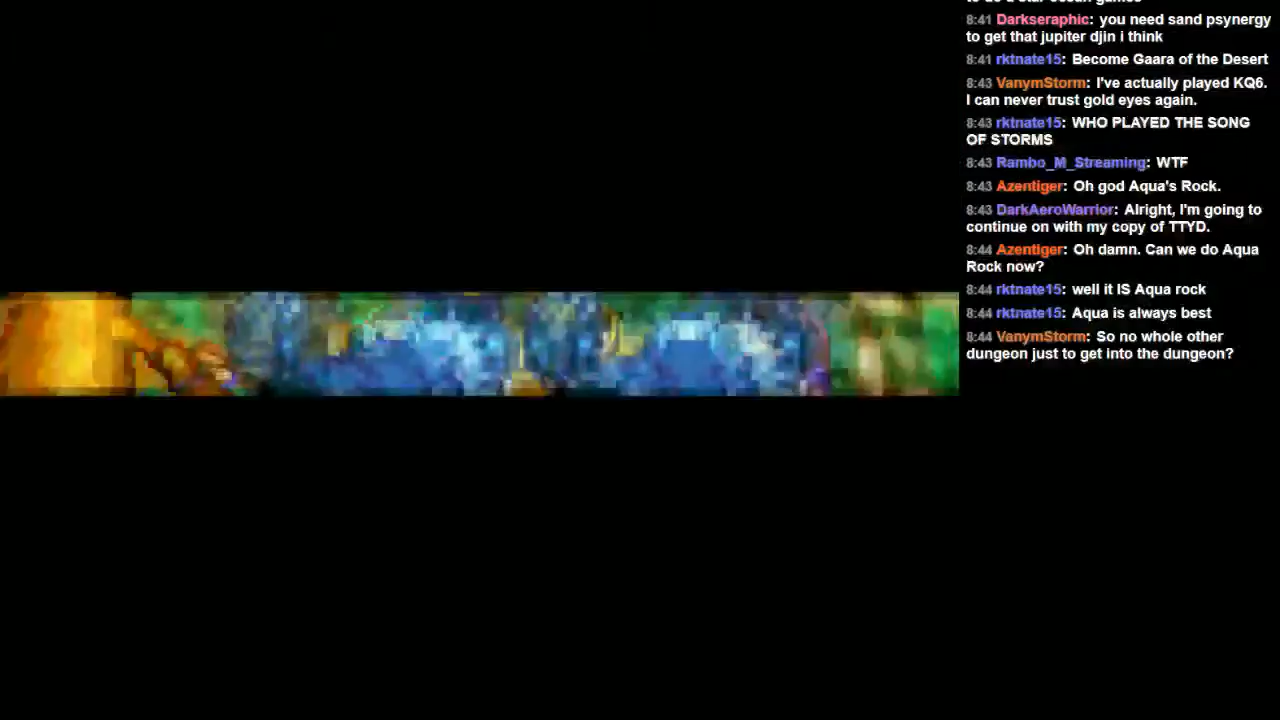 8:41 Darkseraphic: you need sand psynergy
to get that jupiter djin i think
8:41 rktnate15: Become Gaara of the Desert
8:43 VanymStorm: I've actually played KQ6.
I can never trust gold eyes again.
8:43 rktnate15: WHO PLAYED THE SONG
OF STORMS
8:43 Rambo_M_Streaming: WTF
8:43 Azentiger: Oh god Aqua's Rock.
8:43 DarkAeroWarrior: Alright, I'm going to
continue on with my copy of TTYD.
8:44 Azentiger: Oh damn. Can we do Aqua
Rock now?
8:44 rktnate15: well it IS Aqua rock
8:44 rktnate15: Aqua is always best
8:44 VanymStorm: So no whole other
dungeon just to get into the dungeon?